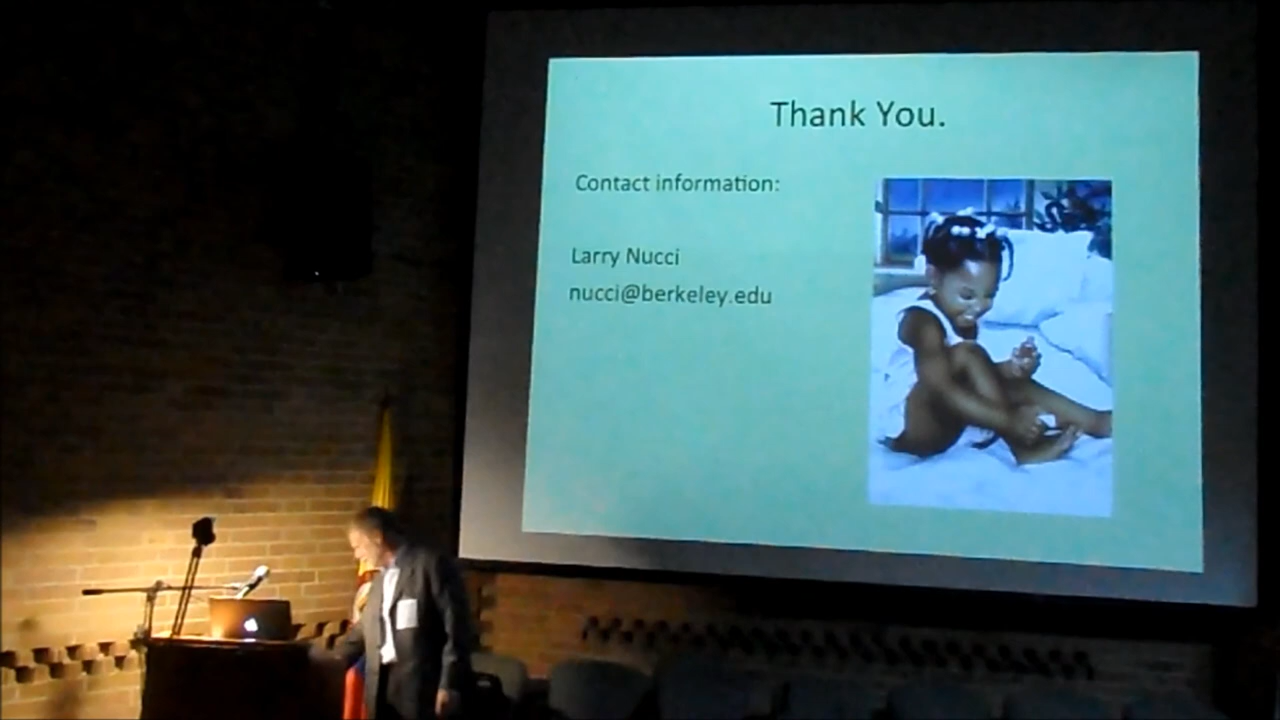 Thank You.
Contact information:
Larry Nucci
nucci@berkeley.edu